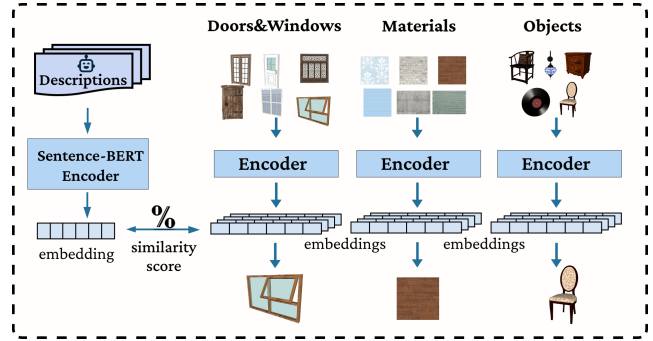 Doors&Windows
Materials
Objects
Descriptions
Sentence-BERT
Encoder
Encoder
Encoder
Encoder
%
similarity
score
embedding
embeddings
embeddings